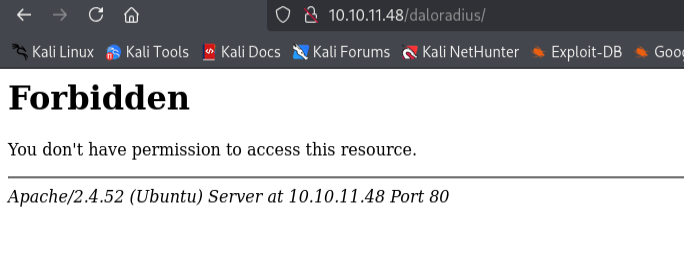 10.10.11.48/daloradius/
Kali Linux Kali Tools Kali Docs Kali Forums Kali NetHunter Exploit-DB Goog
Forbidden
You don't have permission to access this resource.
Apache/2.4.52 (Ubuntu) Server at 10.10.11.48 Port 80